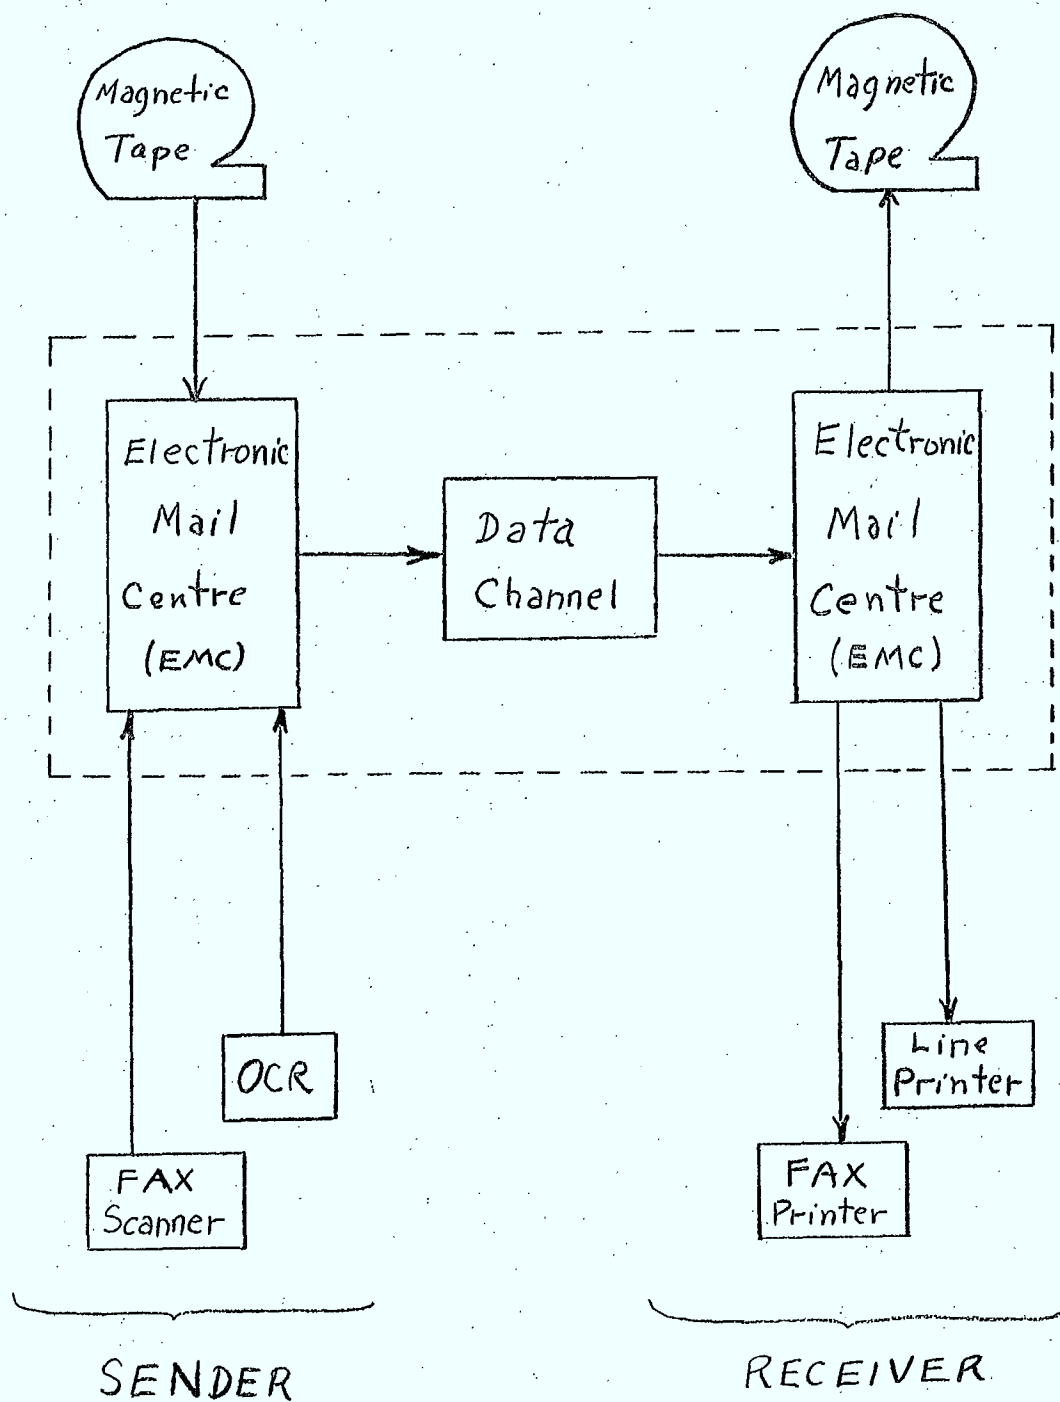 Magnetic
Tape
Magnetic
Tape
Electronic
Mail
Centre
(EMC)
Data
Channel
Electronic
Mail
Centre
(EMC)
OCR
FAX
Scanner
Line
Printer
FAX
Printer
SENDER
RECEIVER